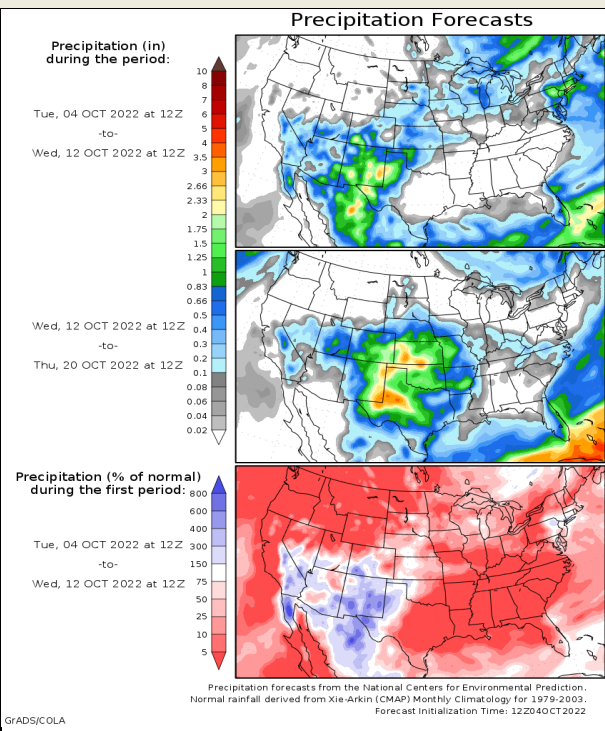 Precipitation Forecasts
Precipitation (in)
during the period:
Tue, 04 OCT 2022 at 12Z
-to-
Wed, 12 OCT 2022 at 12Z
10
8
7
6
5
4
3.5
3
2.66
2.33
2
1.75
1.5
1.25
1
0.83
0.66
0.5
0.4
0.3
0.2
0.1
0.08
0.06
0.04
0.02
Wed, 12 OCT 2022 at 12Z
-to-
Thu, 20 OCT 2022 at 12Z
Precipitation (% of normal)
during the first period:
Tue, 04 OCT 2022 at 12Z
-to-
Wed, 12 OCT 2022 at 12Z
800
600
400
300
150
75
50
25
10
5
Precipitation forecasts from the National Centers for Environmental Prediction.
Normal rainfall derived from Xie-Arkin (CMAP) Monthly Climatology for 1979-2003.
Forecast Initialization Time: 12Z04OCT2022
GrADS/COLA